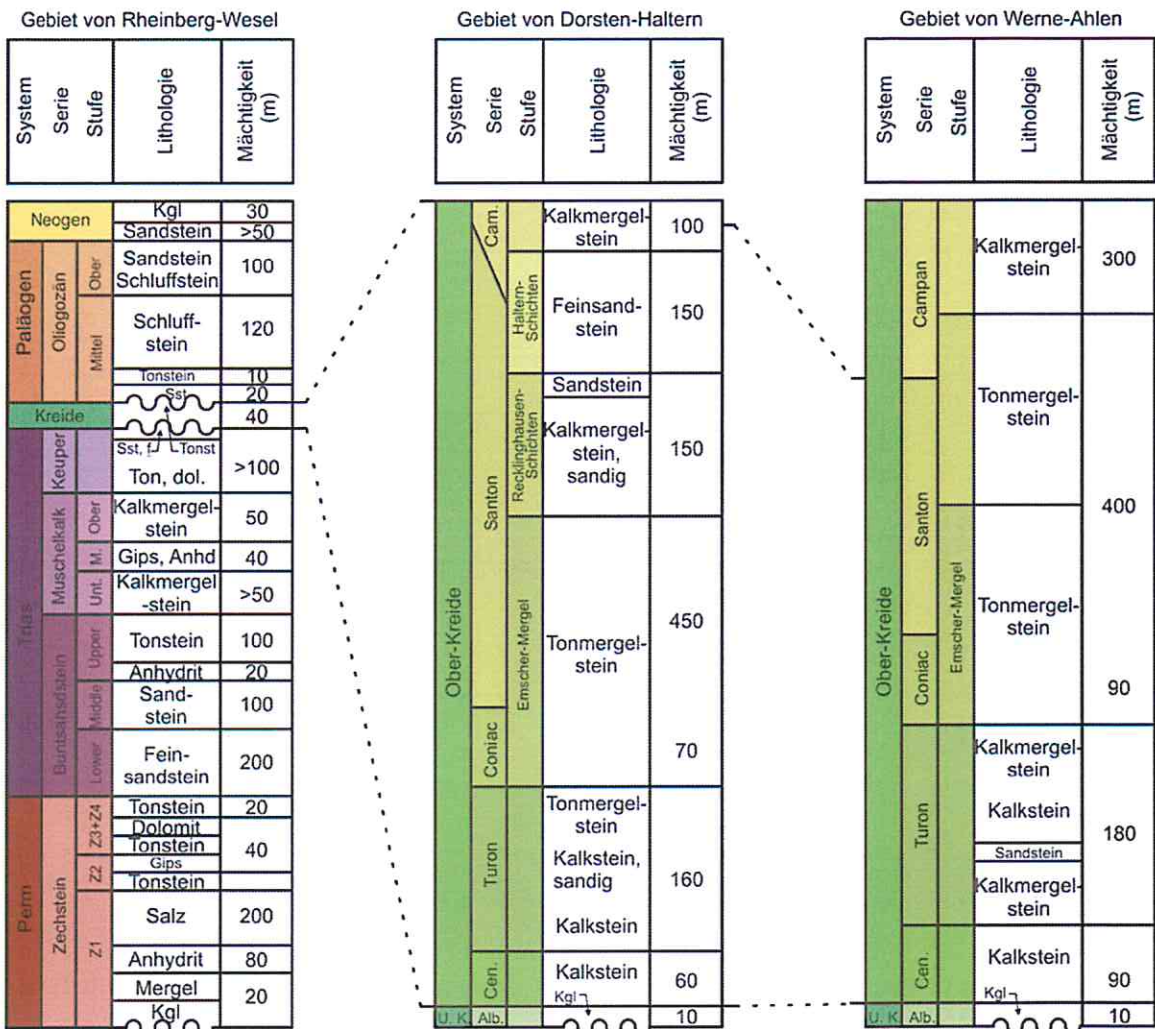 Gebiet von Rheinberg-Wesel
System
Serie
Stufe
Lithologie
Mächtigkeit
(m)
Neogen
Kgl
30
Sandstein
>50
Paläogen
Oliogozän
Ober
Sandstein
Schluffstein
100
Mittel
Schluff-
stein
120
Tonstein
10
Sst
20
Kreide
40
Trias
Keuper
Sst, f
Tonst
Ton, dol.
>100
Muschelkalk
Ober
Kalkmergel-
stein
50
M.
Gips, Anhd
40
Unt.
Kalkmergel
-stein
>50
Buntsansdstein
Upper
Tonstein
100
Anhydrit
20
Middle
Sand-
stein
100
Lower
Fein-
sandstein
200
Perm
Zechstein
Z3+Z4
Tonstein
20
Dolomit
Tonstein
40
Z2
Gips
Tonstein
Z1
Salz
200
Anhydrit
80
Mergel
20
Kgl
Gebiet von Dorsten-Haltern
System
Serie
Stufe
Lithologie
Mächtigkeit
(m)
Ober-Kreide
Cam.
Kalkmergel-
stein
100
Santon
Haltern-
Schichten
Feinsand-
stein
150
Recklinghausen-
Schichten
Sandstein
Kalkmergel-
stein,
sandig
150
Emscher-Mergel
Tonmergel-
stein
450
Coniac
70
Turon
Tonmergel-
stein
Kalkstein,
sandig
Kalkstein
160
Cen.
Kalkstein
60
Kgl
U. K.
Alb.
10
Gebiet von Werne-Ahlen
System
Serie
Stufe
Lithologie
Mächtigkeit
(m)
Ober-Kreide
Campan
Kalkmergel-
stein
300
Tonmergel-
stein
Santon
400
Emscher-Mergel
Tonmergel-
stein
Coniac
90
Turon
Kalkmergel-
stein
Kalkstein
180
Sandstein
Kalkmergel-
stein
Cen.
Kalkstein
90
Kgl
U. K
Alb.
10